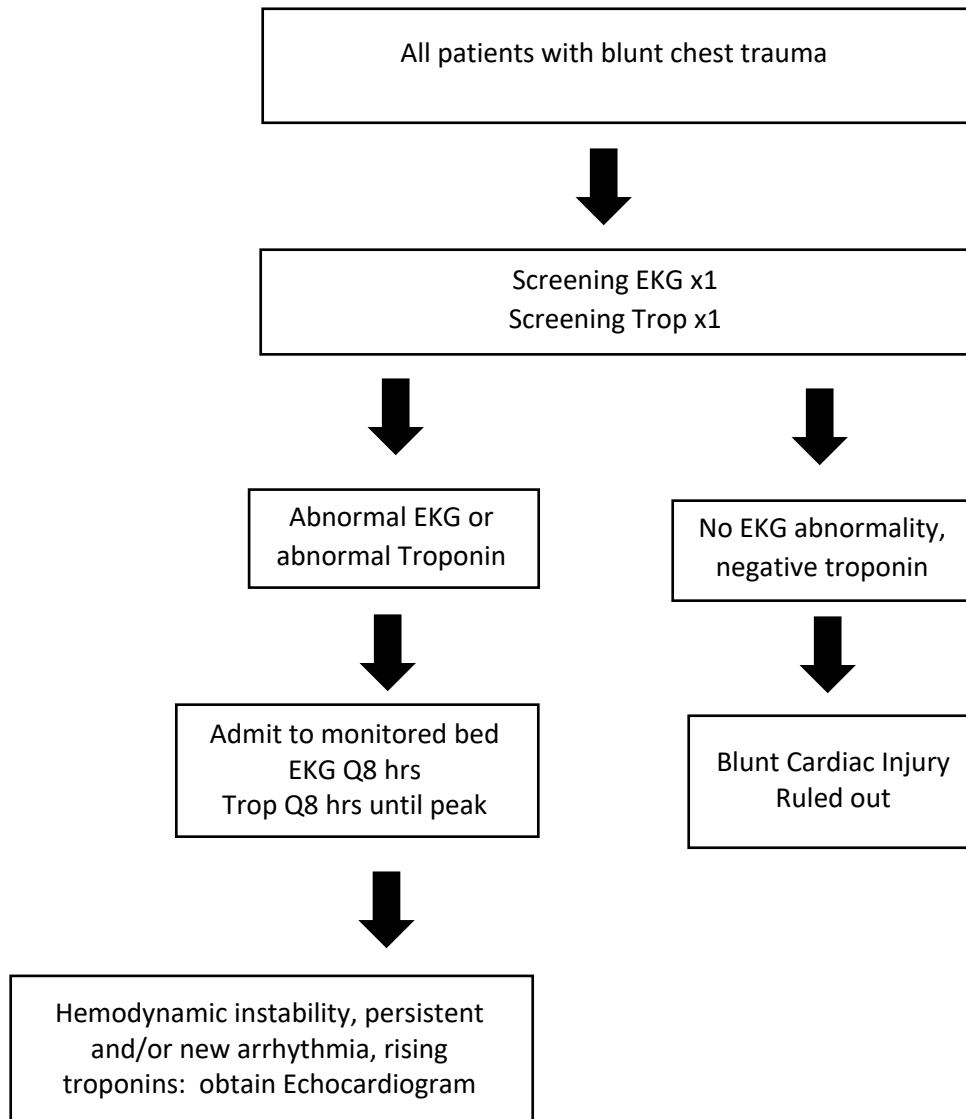 All patients with blunt chest trauma
Screening EKG x1
Screening Trop x1
Abnormal EKG or
abnormal Troponin
No EKG abnormality,
negative troponin
Admit to monitored bed
EKG Q8 hrs
Trop Q8 hrs until peak
Blunt Cardiac Injury
Ruled out
Hemodynamic instability, persistent
and/or new arrhythmia, rising
troponins:  obtain Echocardiogram